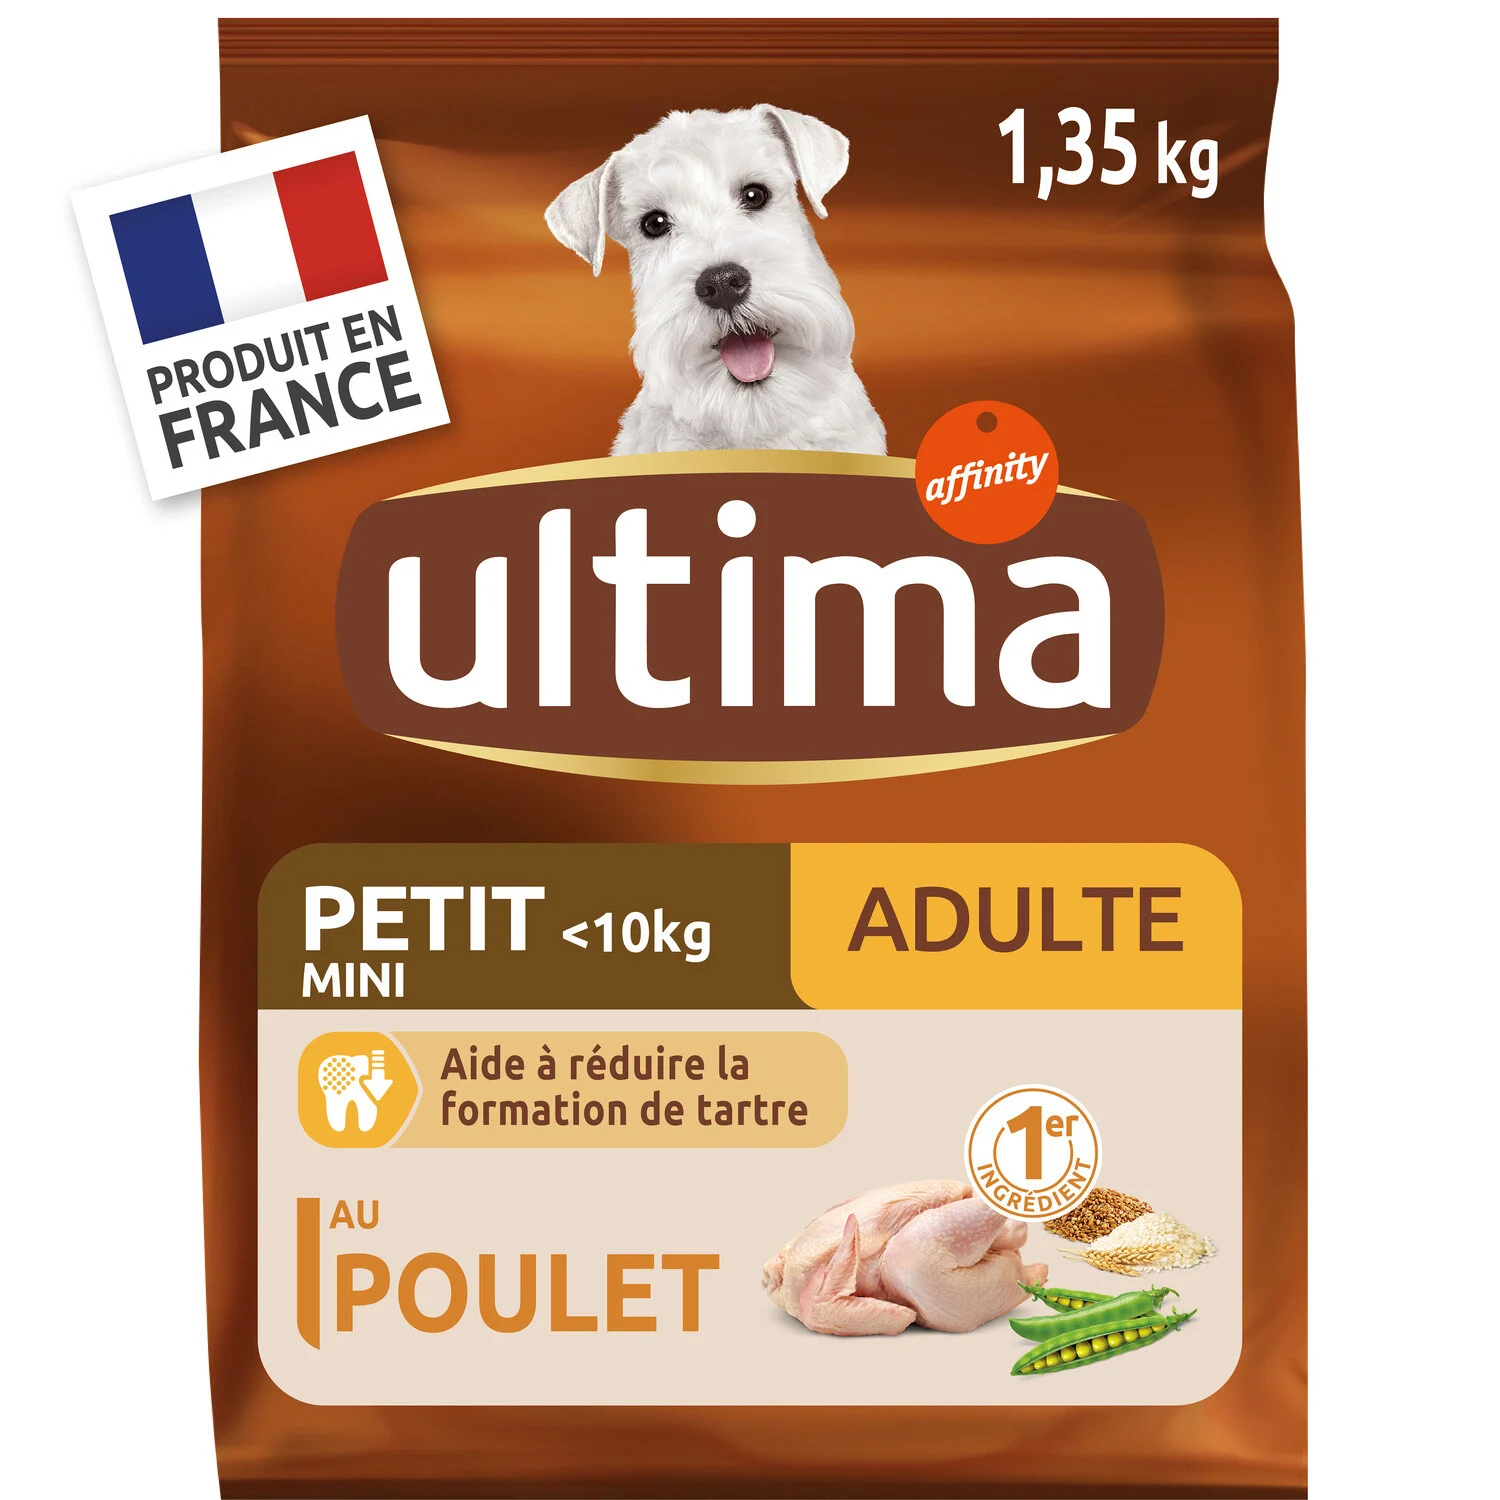 1,35 kg
PRODUIT EN
FRANCE
affinity
ultima
PETIT <10kg
MINI
ADULTE
Aide à réduire la
formation de tartre
1er
INGRÉDIENT
AU
POULET